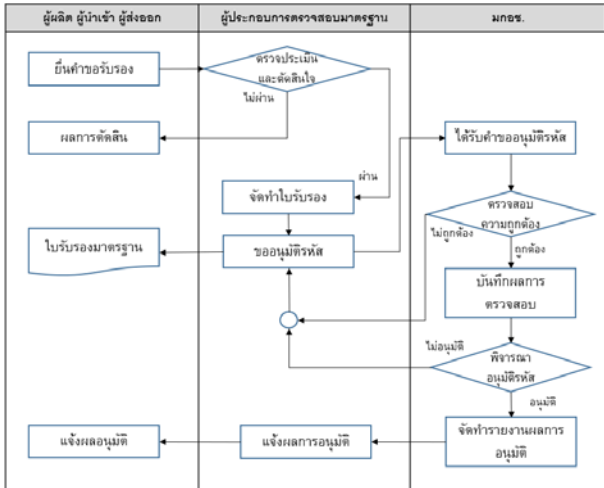 ผู้ผลิต ผู้นำเข้า ผู้ส่งออก
ผู้ประกอบการตรวจสอบมาตรฐาน
มกอช.
ยื่นคำขอรับรอง
ตรวจประเมิน
และตัดสินใจ
ไม่ผ่าน
ผลการตัดสิน
ได้รับคำขออนุมัติรหัส
ผ่าน
จัดทำใบรับรอง
ตรวจสอบ
ความถูกต้อง
ไม่ถูกต้อง
ถูกต้อง
ใบรับรองมาตรฐาน
ขออนุมัติรหัส
บันทึกผลการ
ตรวจสอบ
ไม่อนุมัติ
พิจารณา
อนุมัติรหัส
อนุมัติ
แจ้งผลอนุมัติ
แจ้งผลการอนุมัติ
จัดทำรายงานผลการ
อนุมัติ